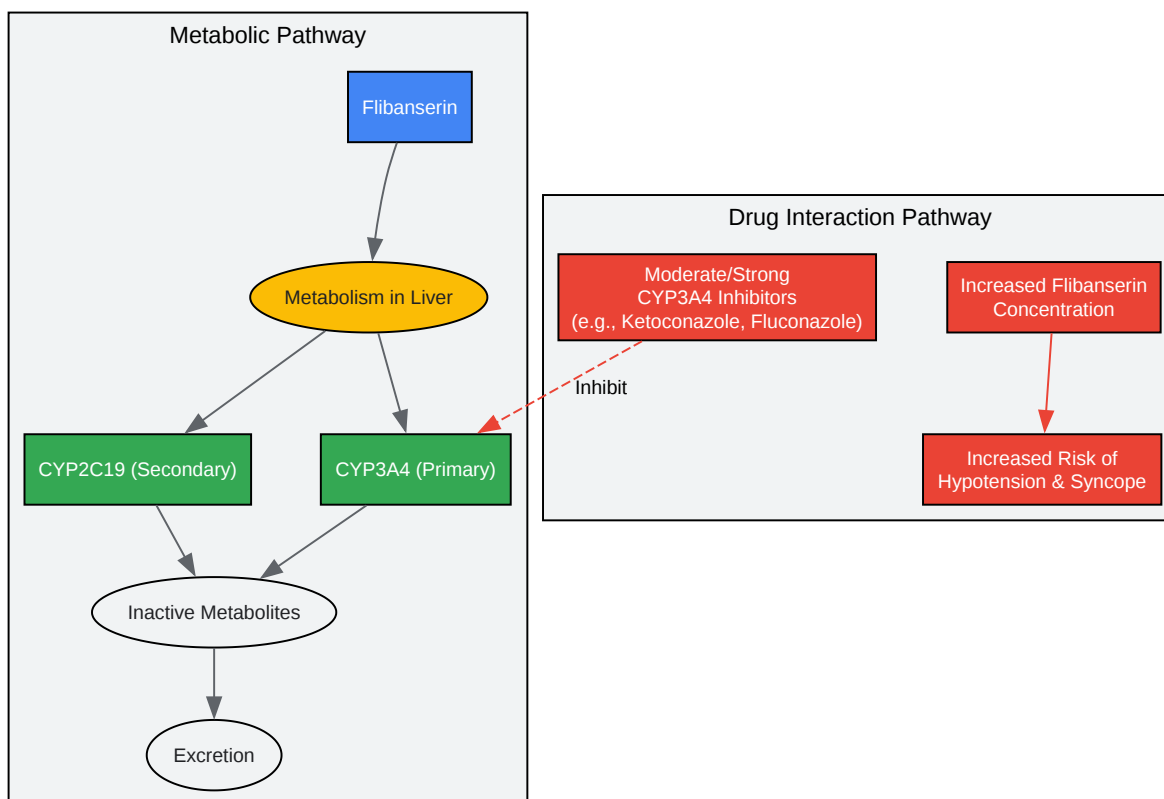 Metabolic Pathway
Flibanserin
Metabolism in Liver
CYP2C19 (Secondary)
CYP3A4 (Primary)
Inactive Metabolites
Excretion
Drug Interaction Pathway
Moderate/Strong
CYP3A4 Inhibitors
(e.g., Ketoconazole, Fluconazole)
Inhibit
Increased Flibanserin
Concentration
Increased Risk of
Hypotension & Syncope